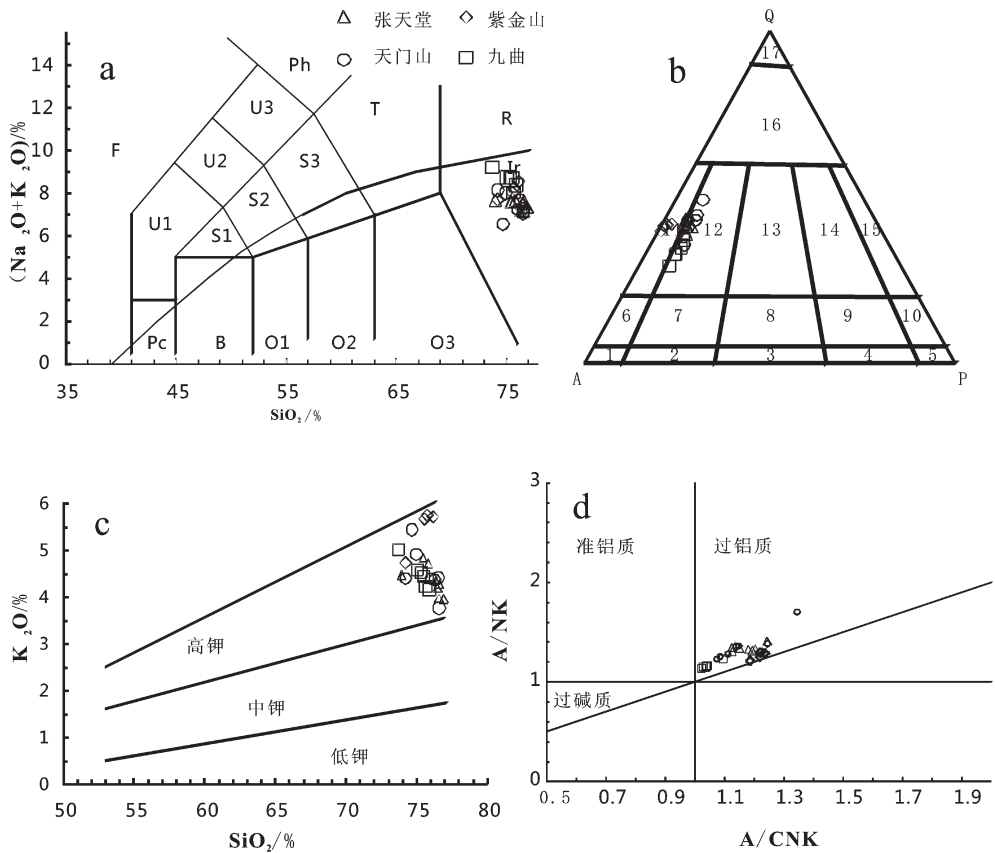 张天堂 紫金山
天门山 九曲
a
(Na₂O+K₂O)/%
14
12
10
8
6
4
2
0
F
Ph
U3
T
R
U2
S3
Ir
U1
S2
S1
Pc B O1 O2 O3
35 45 55 65 75
SiO₂/%
b
Q
17
16
11 12 13 14 15
6 7 8 9 10
1 2 3 4 5
A P
c
K₂O/%
6
5
4
3
2
1
0
高钾
中钾
低钾
50 55 60 65 70 75 80
SiO₂/%
d
A/NK
3
2
1
0
准铝质 过铝质
过碱质
0.5 0.7 0.9 1.1 1.3 1.5 1.7 1.9
A/CNK